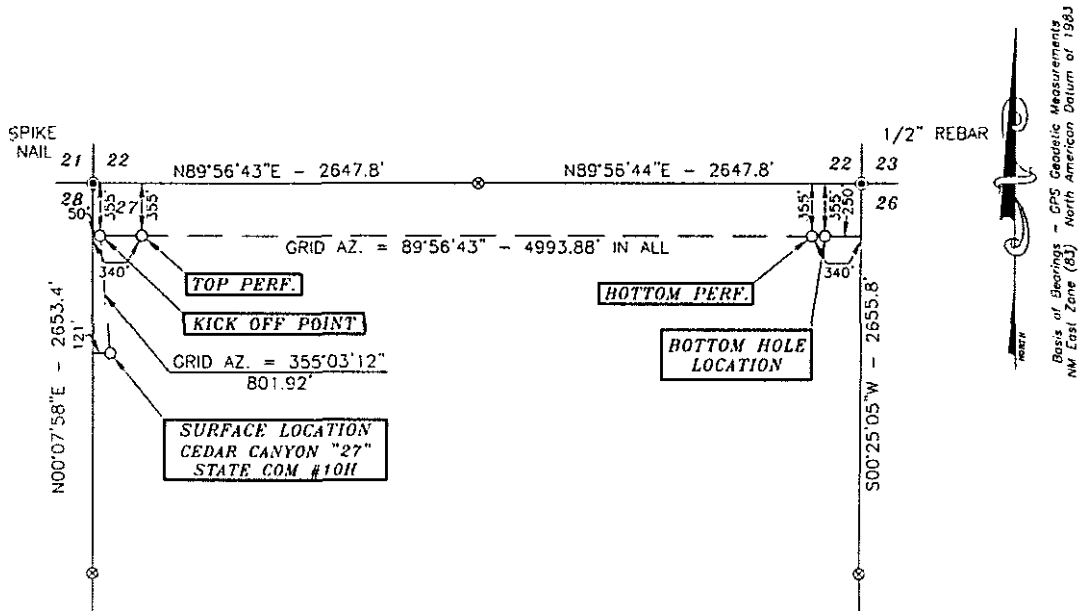 SPIKE
NAIL
21 22
N89°56'43"E - 2647.8'
N89°56'44"E - 2647.8'
1/2" REBAR
22 23
28
27
26
50'
355'
355'
355'
355'
250'
GRID AZ. = 89°56'43" - 4993.88' IN ALL
340'
340'
TOP PERF.
BOTTOM PERF.
KICK OFF POINT
BOTTOM HOLE
LOCATION
121'
GRID AZ. = 355°03'12"
801.92'
SURFACE LOCATION
CEDAR CANYON "27"
STATE COM #10H
N00°07'58"E - 2653.4'
S00°25'05"W - 2655.8'
NORTH
Basis of Bearings - GPS Geodetic Measurements
NM East Zone (83) North American Datum of 1983